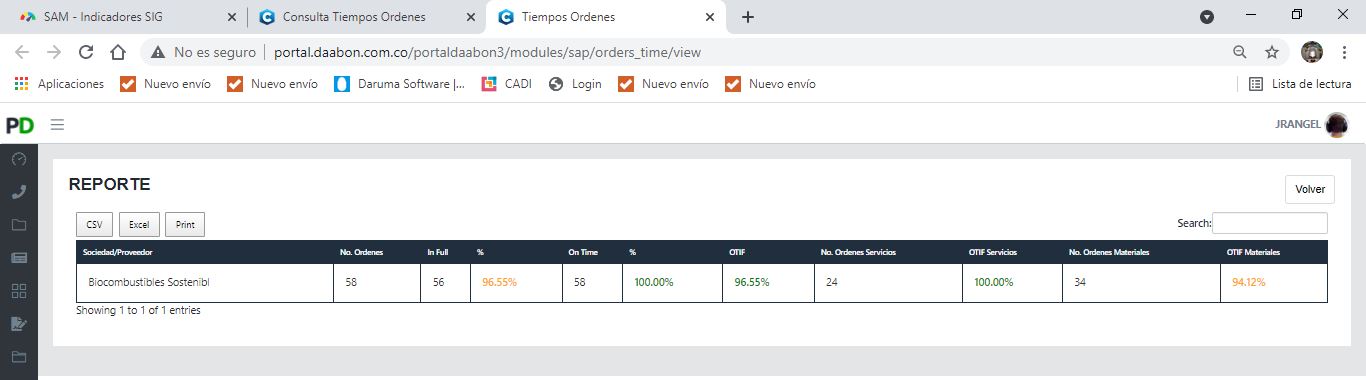 SAM - Indicadores SIG
Consulta Tiempos Ordenes
Tiempos Ordenes
No es seguro | portal.daabon.com.co/portaldaabon3/modules/sap/orders_time/view
Aplicaciones Nuevo envío Nuevo envío Daruma Software |... CADI Login Nuevo envío Nuevo envío Lista de lectura
PD JRANGEL
REPORTE
Volver
CSV Excel Print Search:
Sociedad/Proveedor No. Ordenes In Full % On Time % OTIF No. Ordenes Servicios OTIF Servicios No. Ordenes Materiales OTIF Materiales
Biocombustibles Sostenibl 58 56 96.55% 58 100.00% 96.55% 24 100.00% 34 94.12%
Showing 1 to 1 of 1 entries